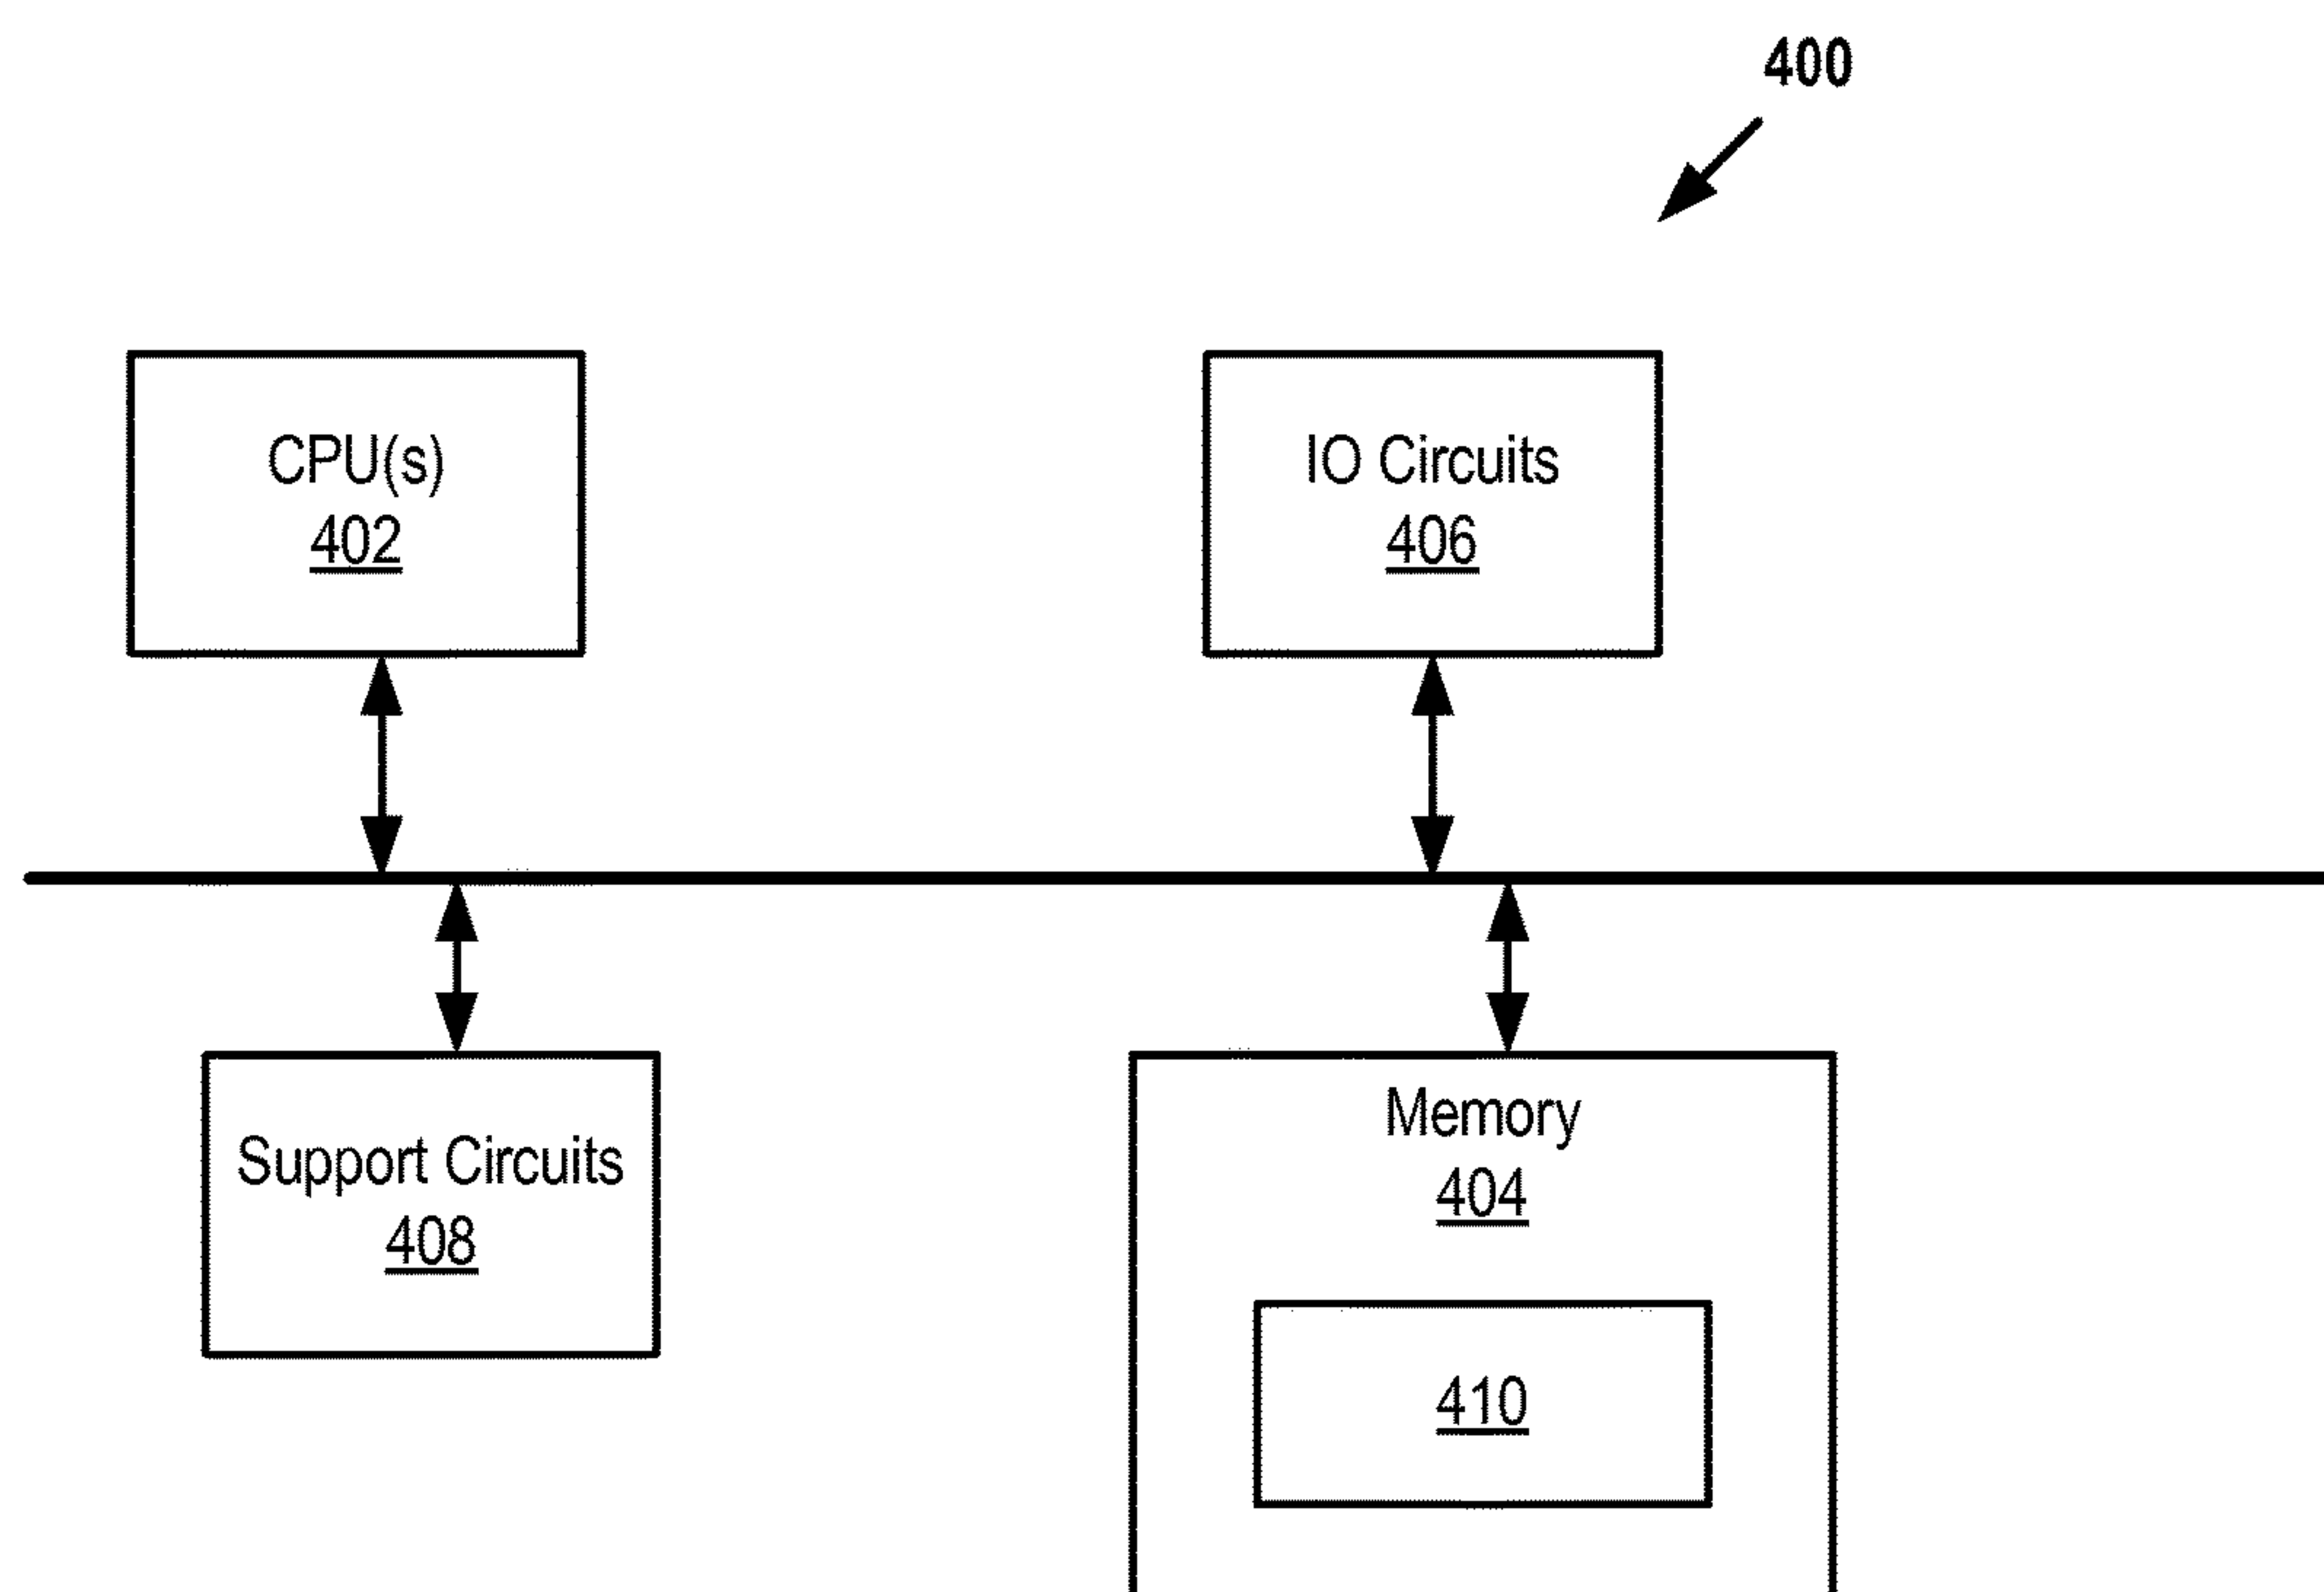 400
CPU(s)
402
IO Circuits
406
Support Circuits
408
Memory
404
410